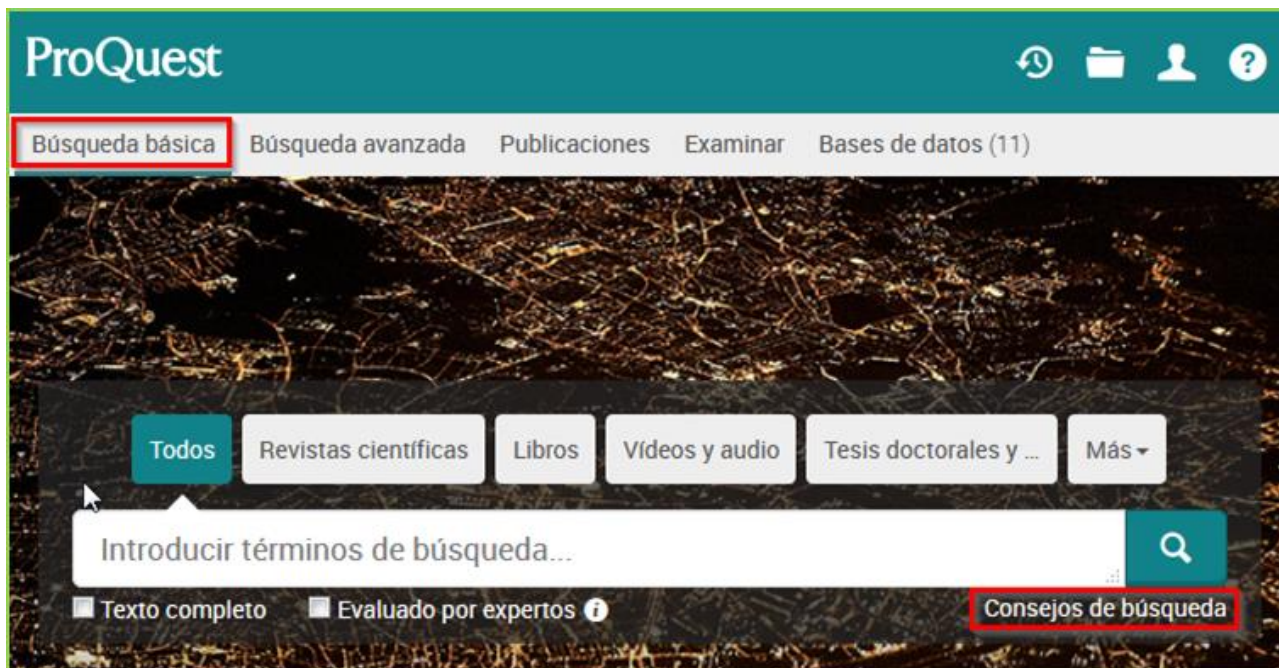 ProQuest
Búsqueda básica Búsqueda avanzada Publicaciones Examinar Bases de datos (11)
Todos Revistas científicas Libros Vídeos y audio Tesis doctorales y ... Más
Introducir términos de búsqueda...
Texto completo Evaluado por expertos
Consejos de búsqueda